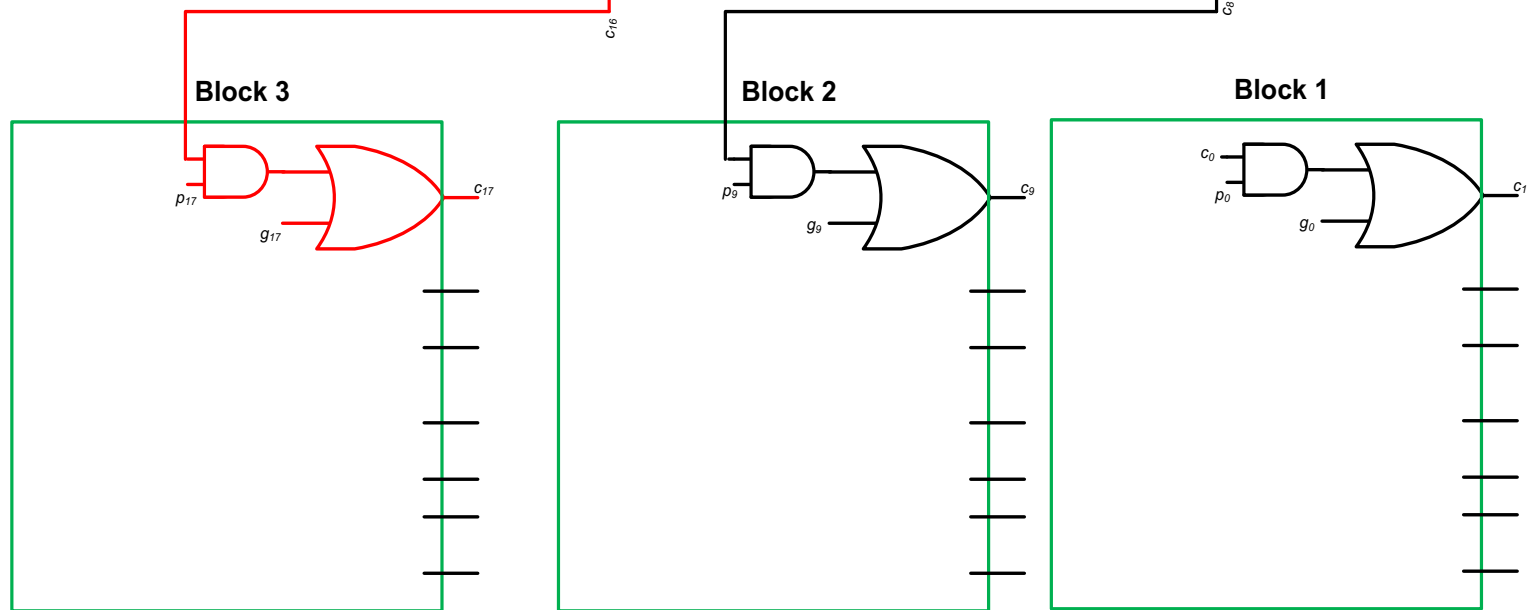 c16
c8
Block 3
Block 2
Block 1
p17
g17
c17
p9
g9
c9
c0
p0
g0
c1